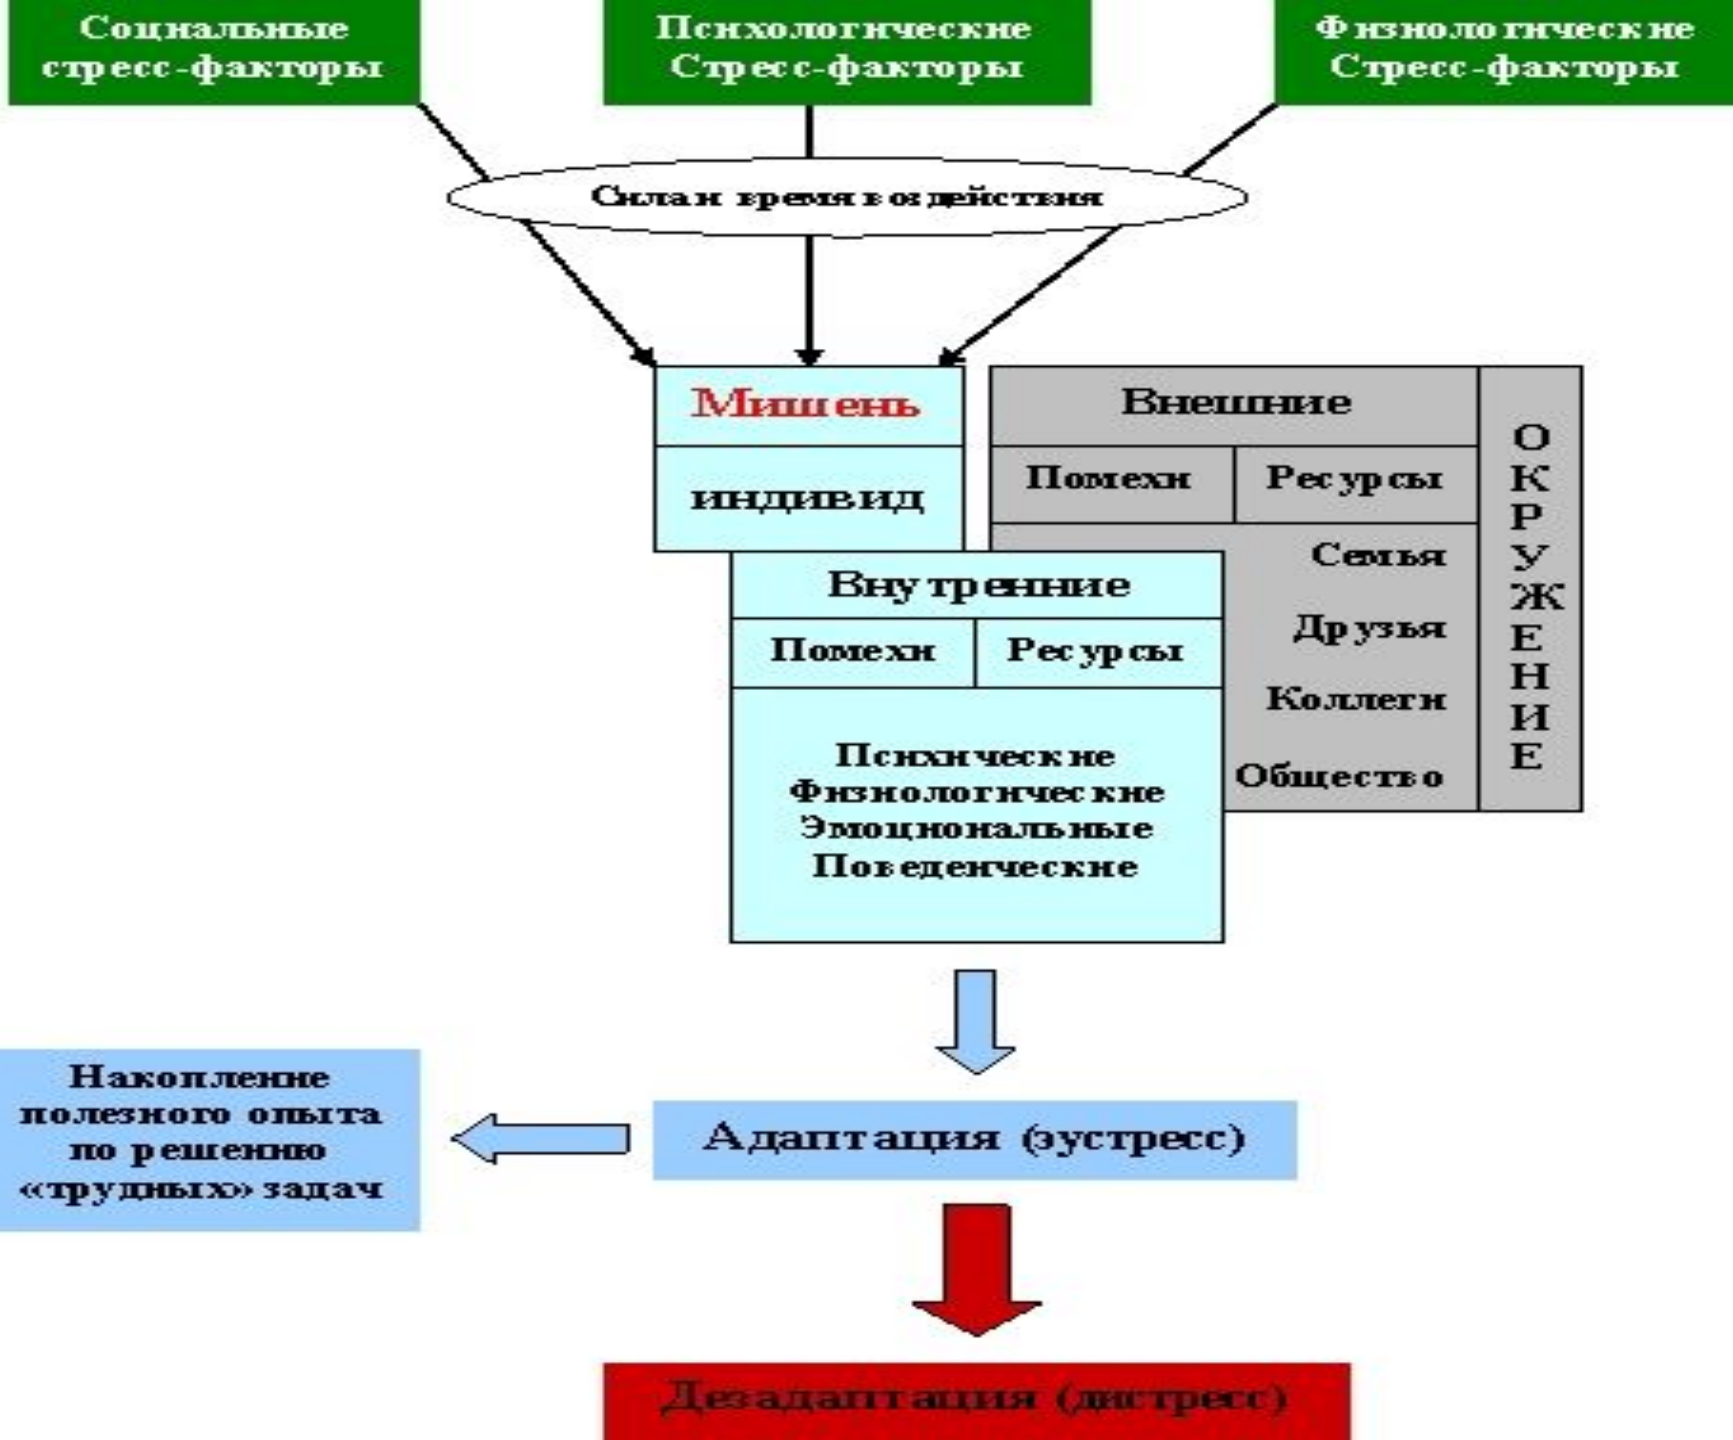 Социальные
стресс-факторы
Психологические
Стресс-факторы
Физиологические
Стресс-факторы
Сила и время воздействия
Мишень
индивид
Внешние
Помехи
Ресурсы
Семья
Друзья
Коллеги
Общество
ОКРУЖЕНИЕ
Внутренние
Помехи
Ресурсы
Психические
Физиологические
Эмоциональные
Поведенческие
Адаптация (эустресс)
Накопление
полезного опыта
по решению
«трудных» задач
Дезадаптация (дистресс)